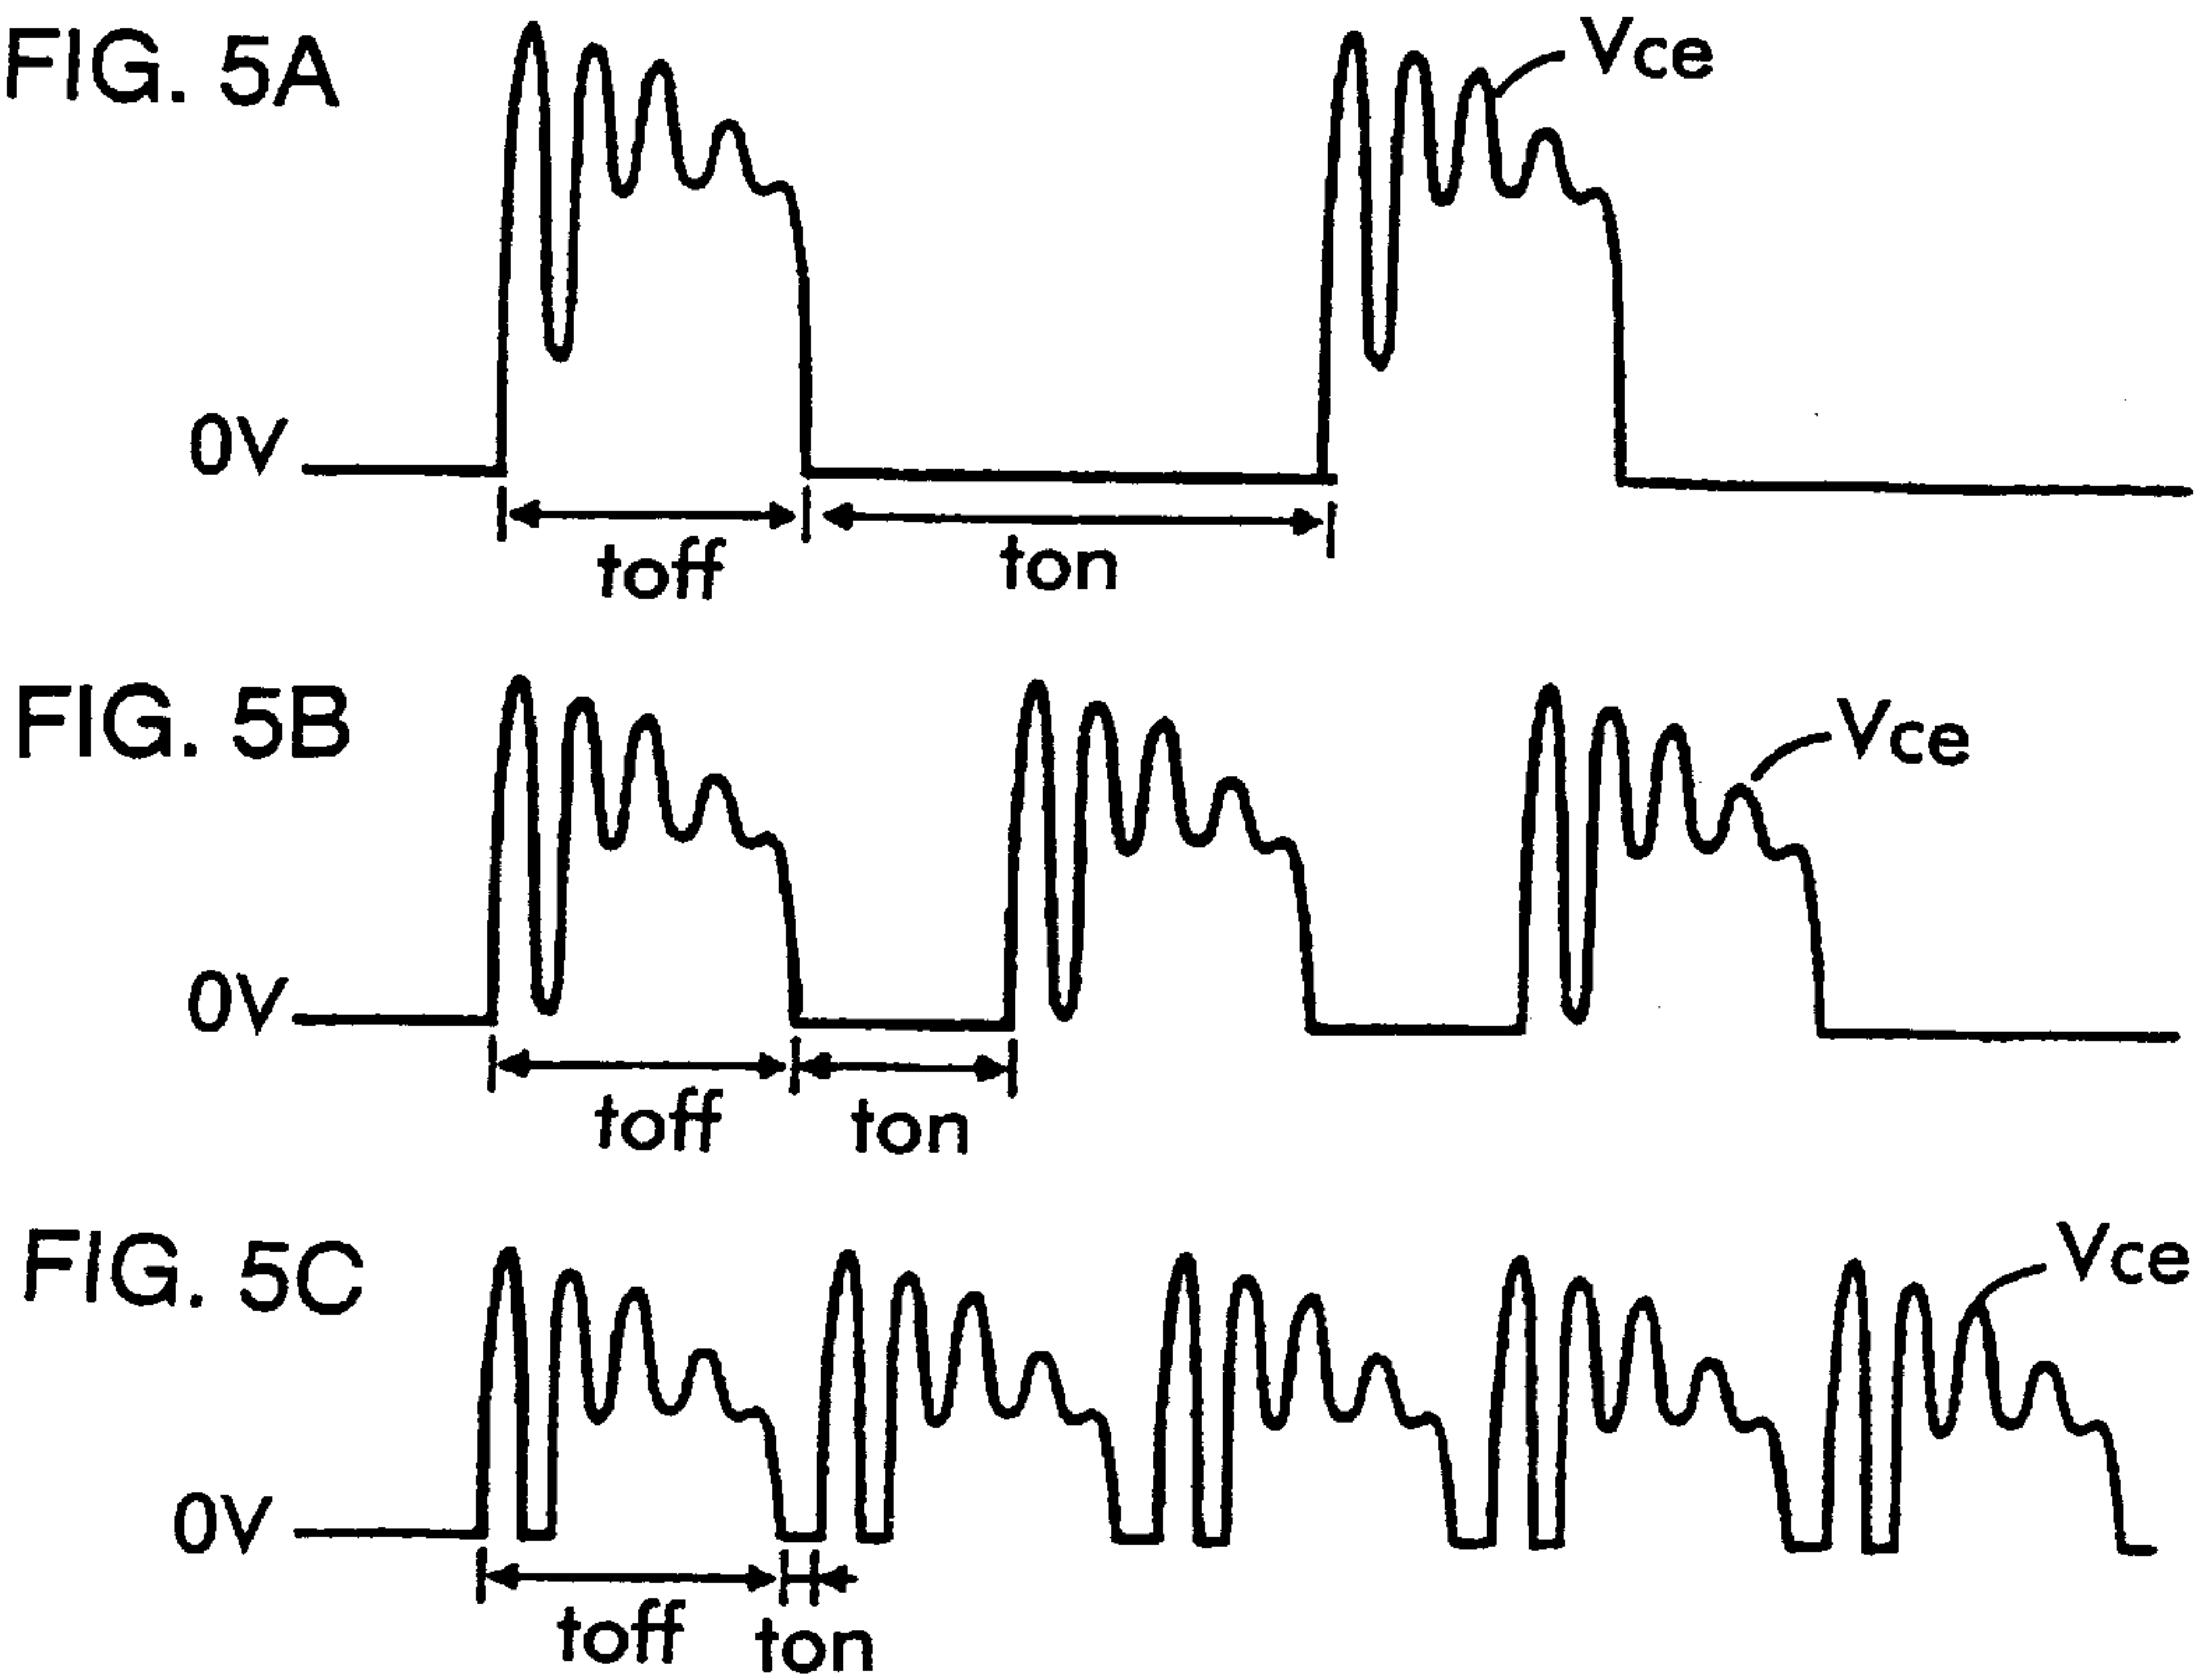 FIG. 5A
Vce
0V
toff
ton
FIG. 5B
Vce
0V
toff
ton
FIG. 5C
Vce
0V
toff
ton